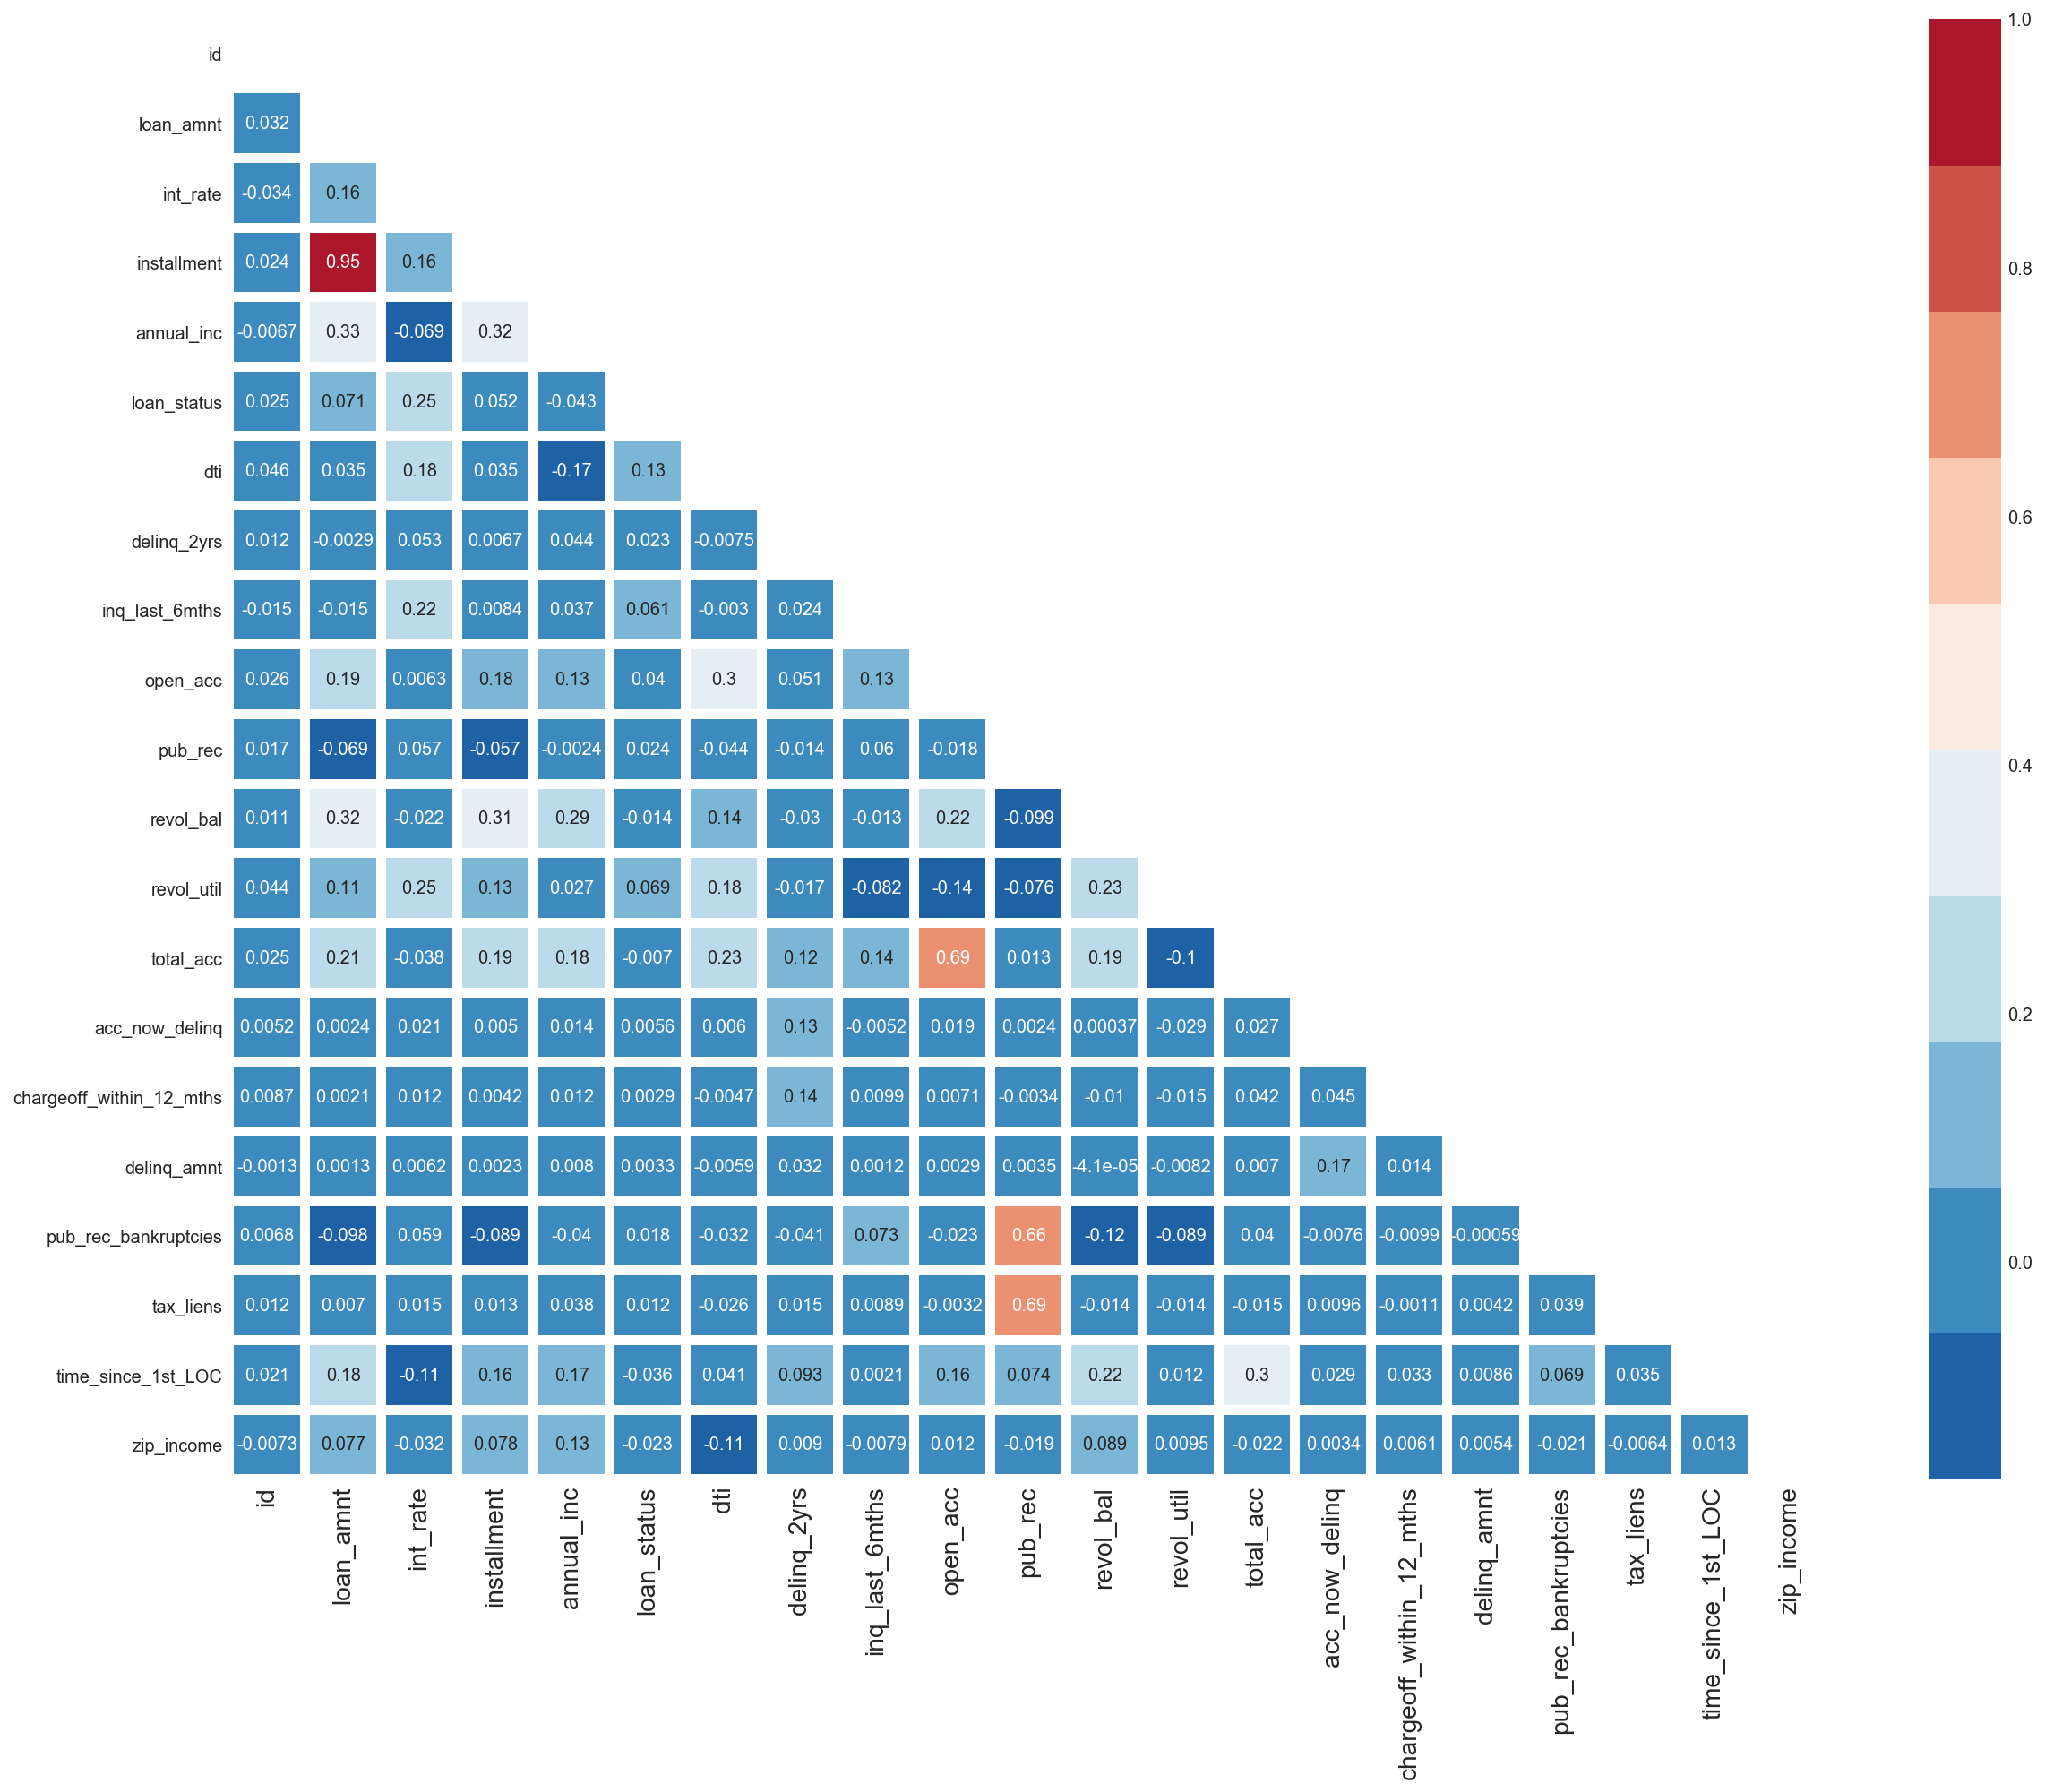 id
loan_amnt 0.032
int_rate -0.034 0.16
installment 0.024 0.95 0.16
annual_inc -0.0067 0.33 -0.069 0.32
loan_status 0.025 0.071 0.25 0.052 -0.043
dti 0.046 0.035 0.18 0.035 -0.17 0.13
delinq_2yrs 0.012 -0.0029 0.053 0.0067 0.044 0.023 -0.0075
inq_last_6mths -0.015 -0.015 0.22 0.0084 0.037 0.061 -0.003 0.024
open_acc 0.026 0.19 0.0063 0.18 0.13 0.04 0.3 0.051 0.13
pub_rec 0.017 -0.069 0.057 -0.057 -0.0024 0.024 -0.044 -0.014 0.06 -0.018
revol_bal 0.011 0.32 -0.022 0.31 0.29 -0.014 0.14 -0.03 -0.013 0.22 -0.099
revol_util 0.044 0.11 0.25 0.13 0.027 0.069 0.18 -0.017 -0.082 -0.14 -0.076 0.23
total_acc 0.025 0.21 -0.038 0.19 0.18 -0.007 0.23 0.12 0.14 0.69 0.013 0.19 -0.1
acc_now_delinq 0.0052 0.0024 0.021 0.005 0.014 0.0056 0.006 0.13 -0.0052 0.019 0.0024 0.00037 -0.029 0.027
chargeoff_within_12_mths 0.0087 0.0021 0.012 0.0042 0.012 0.0029 -0.0047 0.14 0.0099 0.0071 -0.0034 -0.01 -0.015 0.042 0.045
delinq_amnt -0.0013 0.0013 0.0062 0.0023 0.008 0.0033 -0.0059 0.032 0.0012 0.0029 0.0035 -4.1e-05 -0.0082 0.007 0.17 0.014
pub_rec_bankruptcies 0.0068 -0.098 0.059 -0.089 -0.04 0.018 -0.032 -0.041 0.073 -0.023 0.66 -0.12 -0.089 0.04 -0.0076 -0.0099 -0.00059
tax_liens 0.012 0.007 0.015 0.013 0.038 0.012 -0.026 0.015 0.0089 -0.0032 0.69 -0.014 -0.014 -0.015 0.0096 -0.0011 0.0042 0.039
time_since_1st_LOC 0.021 0.18 -0.11 0.16 0.17 -0.036 0.041 0.093 0.0021 0.16 0.074 0.22 0.012 0.3 0.029 0.033 0.0086 0.069 0.035
zip_income -0.0073 0.077 -0.032 0.078 0.13 -0.023 -0.11 0.009 -0.0079 0.012 -0.019 0.089 0.0095 -0.022 0.0034 0.0061 0.0054 -0.021 -0.0064 0.013
id
loan_amnt
int_rate
installment
annual_inc
loan_status
dti
delinq_2yrs
inq_last_6mths
open_acc
pub_rec
revol_bal
revol_util
total_acc
acc_now_delinq
chargeoff_within_12_mths
delinq_amnt
pub_rec_bankruptcies
tax_liens
time_since_1st_LOC
zip_income
1.0
0.8
0.6
0.4
0.2
0.0